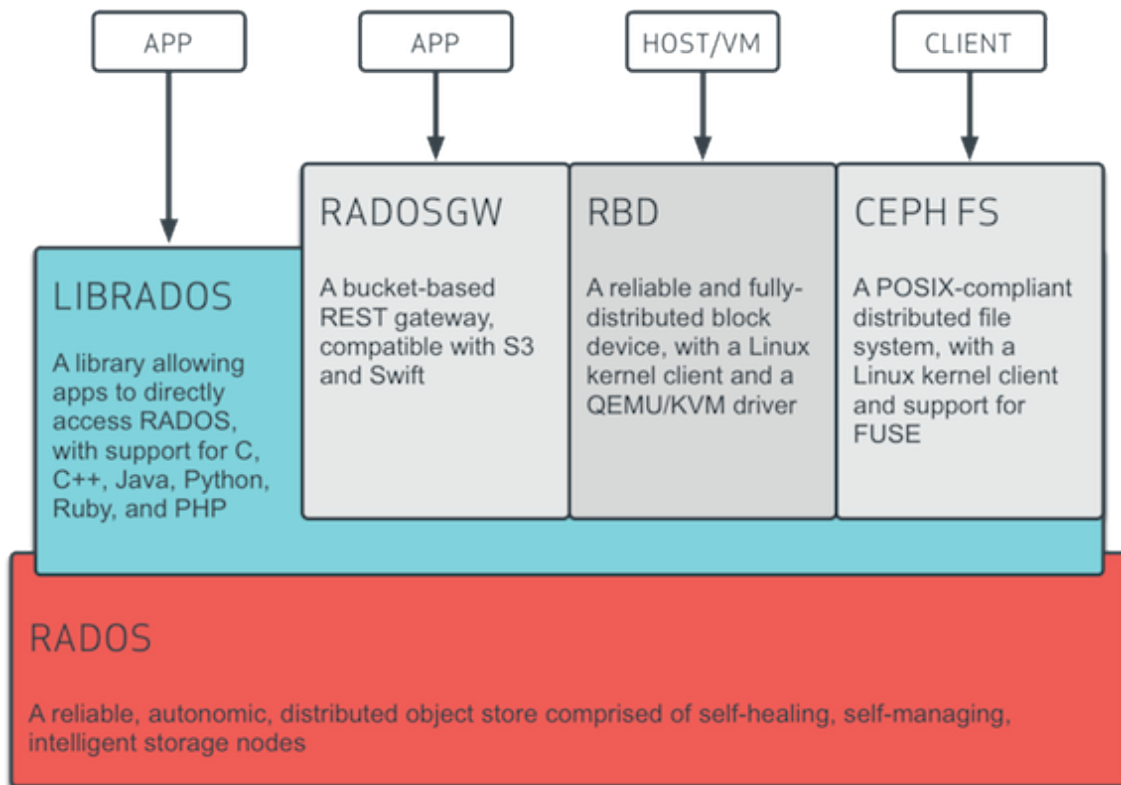 APP
APP
HOST/VM
CLIENT
RADOSGW
A bucket-based
REST gateway,
compatible with S3
and Swift
RBD
A reliable and fully-
distributed block
device, with a Linux
kernel client and a
QEMU/KVM driver
CEPH FS
A POSIX-compliant
distributed file
system, with a
Linux kernel client
and support for
FUSE
LIBRADOS
A library allowing
apps to directly
access RADOS,
with support for C,
C++, Java, Python,
Ruby, and PHP
RADOS
A reliable, autonomic, distributed object store comprised of self-healing, self-managing,
intelligent storage nodes